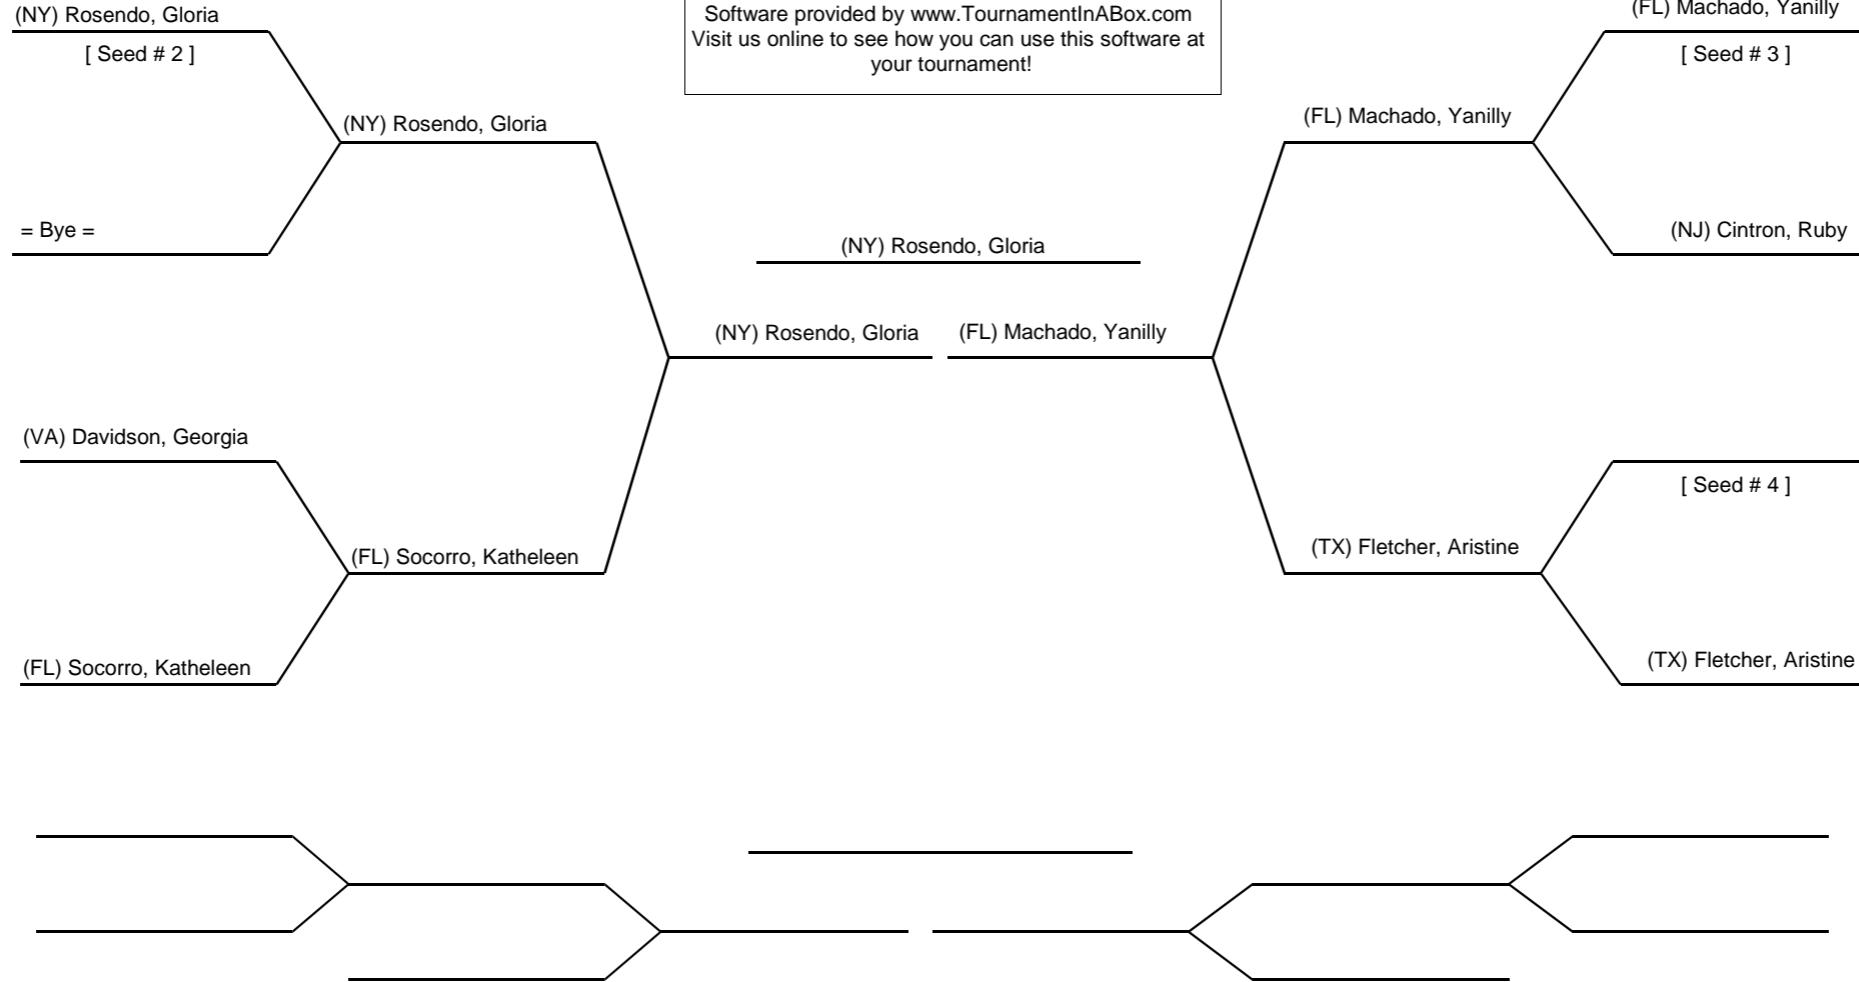 (NY) Rosendo, Gloria
[ Seed # 2 ]
Software provided by www.TournamentInABox.com
Visit us online to see how you can use this software at
your tournament!
(FL) Machado, Yanilly
[ Seed # 3 ]
(NY) Rosendo, Gloria
(FL) Machado, Yanilly
= Bye =
(NY) Rosendo, Gloria
(NJ) Cintron, Ruby
(NY) Rosendo, Gloria
(FL) Machado, Yanilly
(VA) Davidson, Georgia
[ Seed # 4 ]
(FL) Socorro, Katheleen
(TX) Fletcher, Aristine
(FL) Socorro, Katheleen
(TX) Fletcher, Aristine